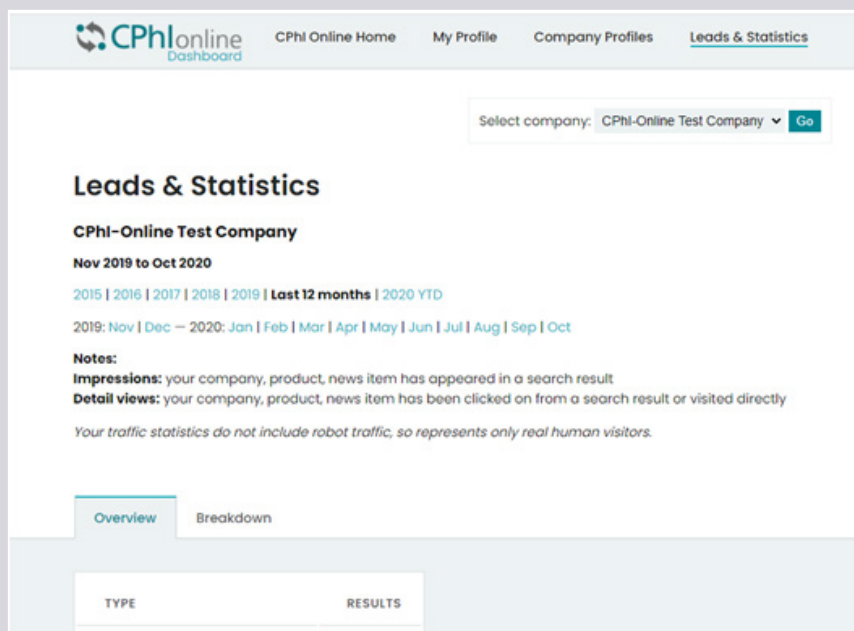 CPhIonline
Dashboard
CPhI Online Home My Profile Company Profiles Leads & Statistics
Select company: CPhI-Online Test Company Go
Leads & Statistics
CPhI-Online Test Company
Nov 2019 to Oct 2020
2015 | 2016 | 2017 | 2018 | 2019 | Last 12 months | 2020 YTD
2019: Nov | Dec — 2020: Jan | Feb | Mar | Apr | May | Jun | Jul | Aug | Sep | Oct
Notes:
Impressions: your company, product, news item has appeared in a search result
Detail views: your company, product, news item has been clicked on from a search result or visited directly
Your traffic statistics do not include robot traffic, so represents only real human visitors.
Overview Breakdown
TYPE RESULTS